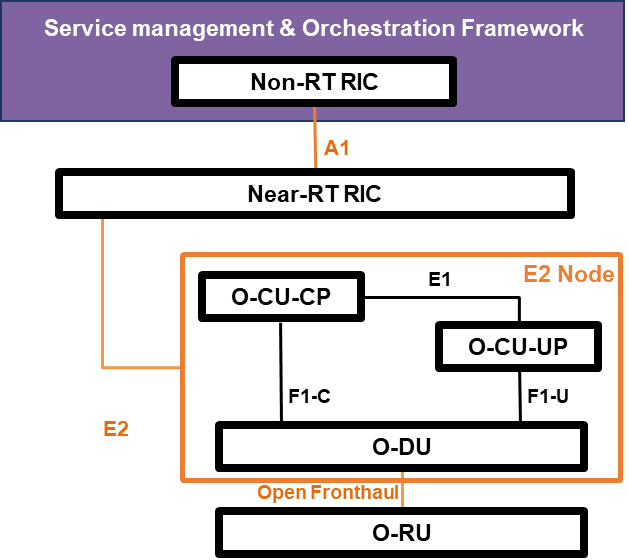 Service management & Orchestration Framework
Non-RT RIC
A1
Near-RT RIC
E2 Node
O-CU-CP
E1
O-CU-UP
F1-C
F1-U
E2
O-DU
Open Fronthaul
O-RU